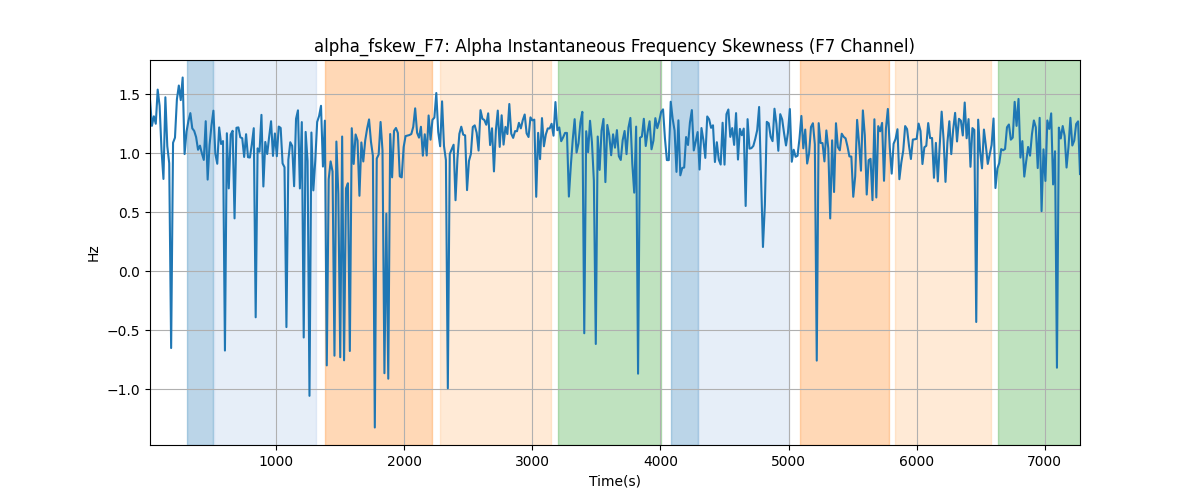 alpha_fskew_F7: Alpha Instantaneous Frequency Skewness (F7 Channel)
1.5
1.0
0.5
0.0
−0.5
−1.0
Hz
1000 2000 3000 4000 5000 6000 7000
Time(s)